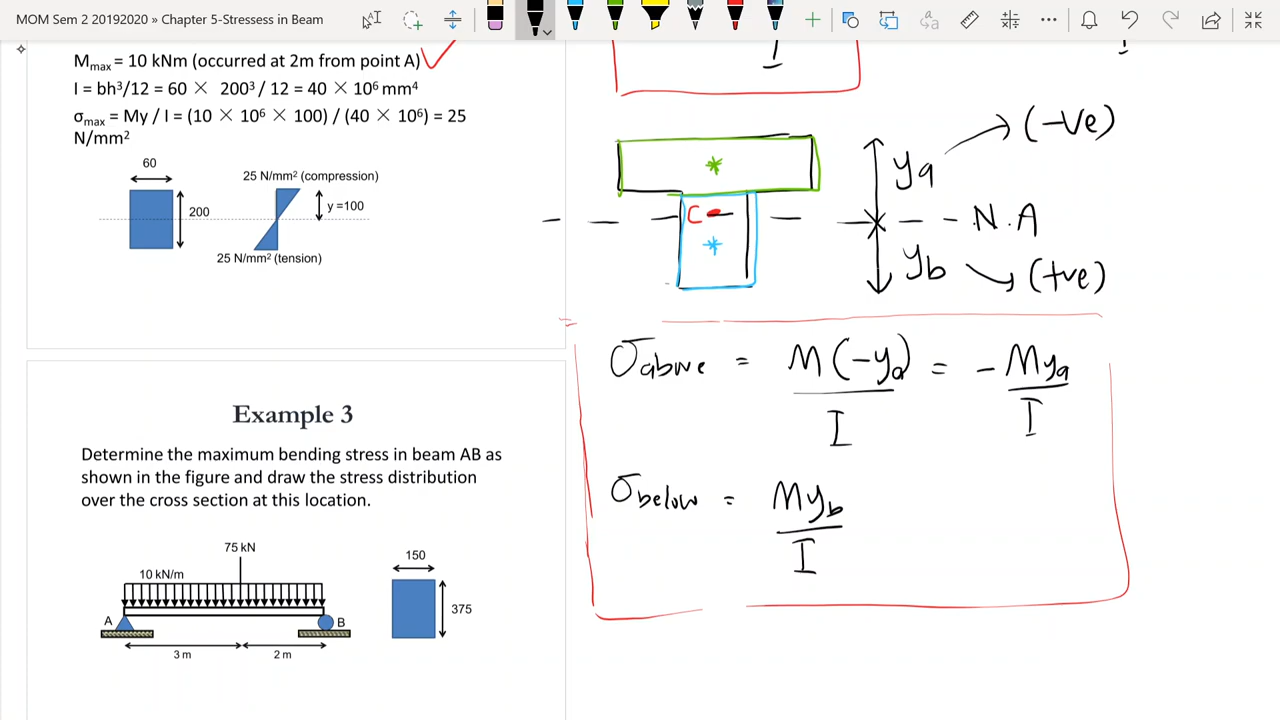 MOM Sem 2 20192020 » Chapter 5-Stressess in Beam
Mmax = 10 kNm (occurred at 2m from point A)
I = bh³/12 = 60 × 200³ / 12 = 40 × 10⁶ mm⁴
σmax = My / I = (10 × 10⁶ × 100) / (40 × 10⁶) = 25
N/mm²
60
200
25 N/mm² (compression)
y =100
25 N/mm² (tension)
Example 3
Determine the maximum bending stress in beam AB as
shown in the figure and draw the stress distribution
over the cross section at this location.
75 kN
10 kN/m
A
B
3 m
2 m
150
375
I
I
ya
(-ve)
C
N.A
yb
(+ve)
σabove = M(-ya) / I = - Mya / I
σbelow = Myb / I